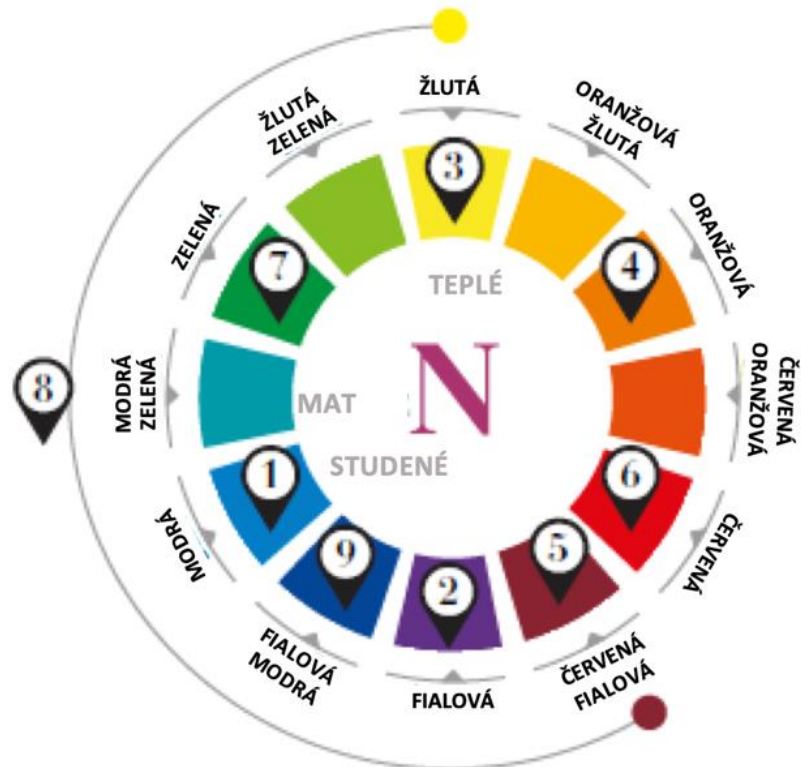 ŽLUTÁ
ORANŽOVÁ
ŽLUTÁ
ORANŽOVÁ
ČERVENÁ
ORANŽOVÁ
ČERVENÁ
ČERVENÁ
FIALOVÁ
FIALOVÁ
FIALOVÁ
MODRÁ
MODRÁ
MODRÁ
ZELENÁ
ZELENÁ
ŽLUTÁ
ZELENÁ
3
4
6
5
2
9
1
7
8
TEPLÉ
N
MAT
STUDENÉ